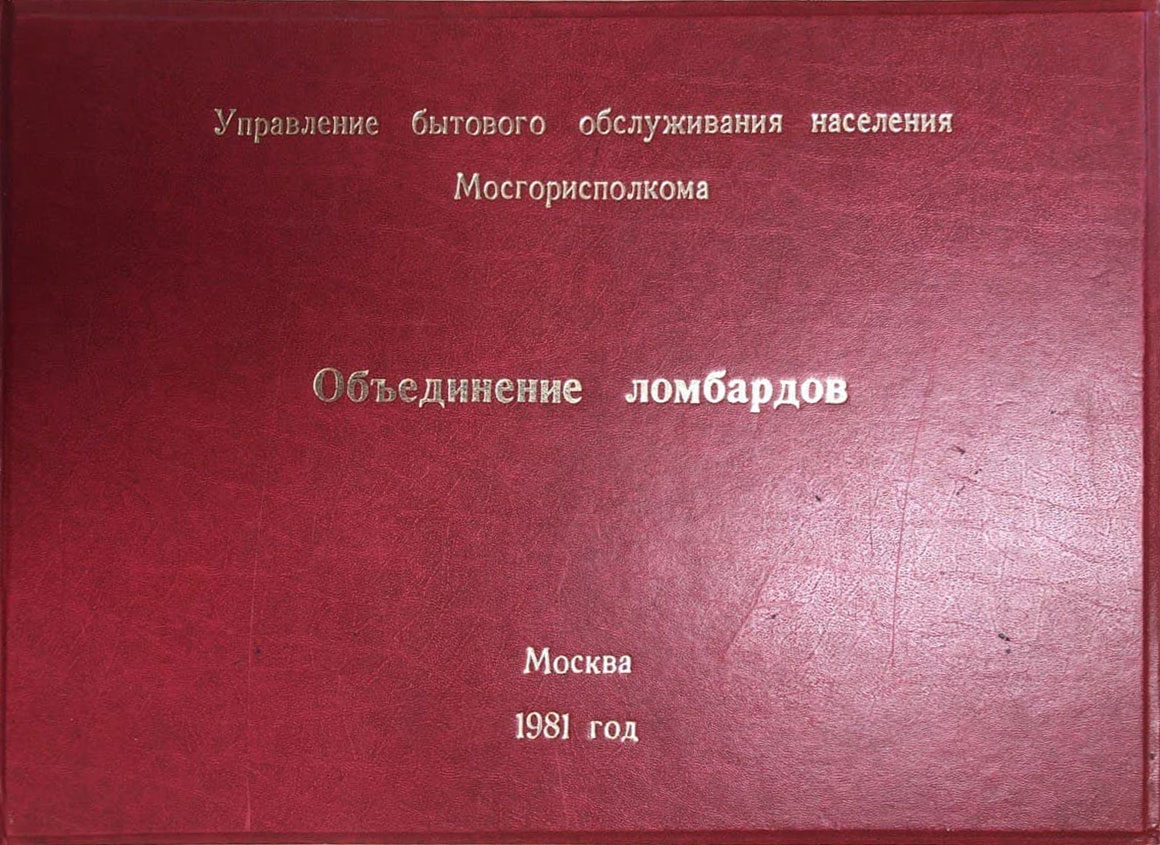 Управление бытового обслуживания населения
Мосгорисполкома
Объединение ломбардов
Москва
1981 год